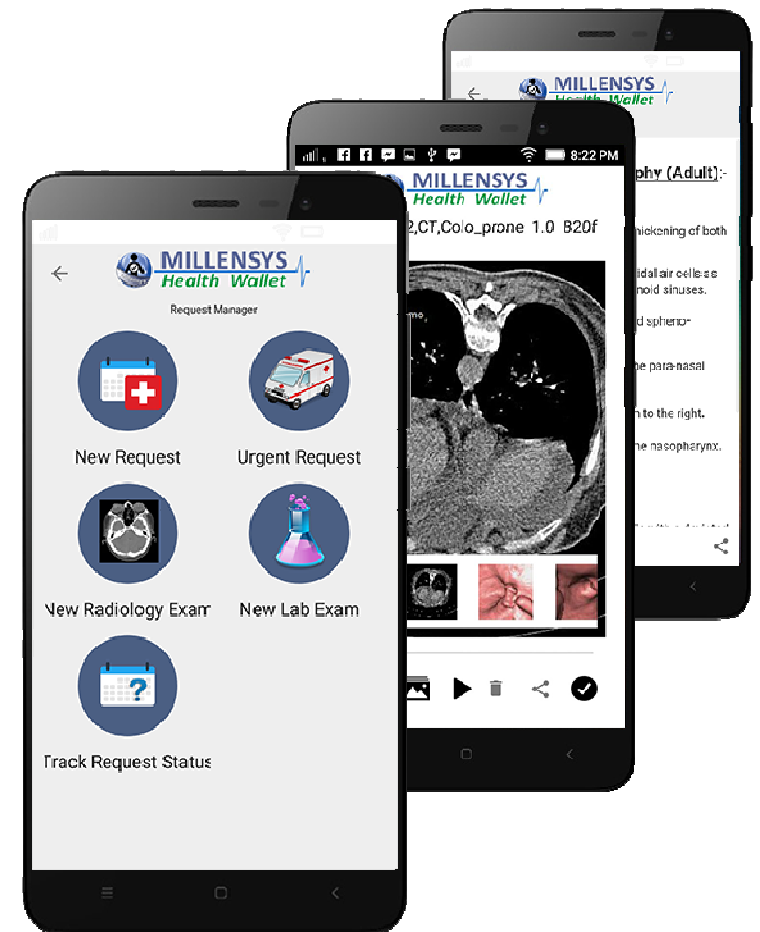 MILLENSYS
Health Wallet
Request Manager
New Request
Urgent Request
New Radiology Exam
New Lab Exam
Track Request Status
8:22 PM
MILLENSYS
Health Wallet
2,CT,Colo_prone 1.0 B20f
MILLENSYS
Health Wallet
phy (Adult):-
hickening of both
idal air cells as
noid sinuses.
d spheno-
he para-nasal
n to the right.
he nasopharynx.